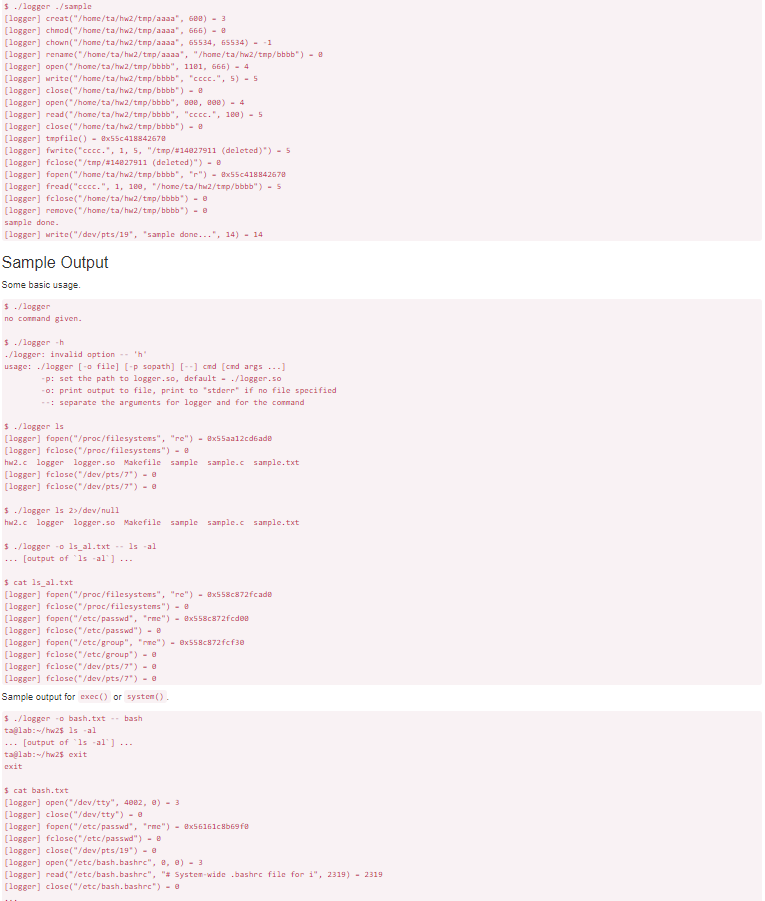 $ ./logger ./sample
[logger] creat("/home/ta/hw2/tmp/aaaa", 600) = 3
[logger] chmod("/home/ta/hw2/tmp/aaaa", 666) = 0
[logger] chown("/home/ta/hw2/tmp/aaaa", 65534, 65534) = -1
[logger] rename("/home/ta/hw2/tmp/aaaa", "/home/ta/hw2/tmp/bbbb") = 0
[logger] open("/home/ta/hw2/tmp/bbbb", 1101, 666) = 4
[logger] write("/home/ta/hw2/tmp/bbbb", "cccc.", 5) = 5
[logger] close("/home/ta/hw2/tmp/bbbb") = 0
[logger] open("/home/ta/hw2/tmp/bbbb", 000, 000) = 4
[logger] read("/home/ta/hw2/tmp/bbbb", "cccc.", 100) = 5
[logger] close("/home/ta/hw2/tmp/bbbb") = 0
[logger] tmpfile() = 0x55c418842670
[logger] fwrite("cccc.", 1, 5, "/tmp/#14027911 (deleted)") = 5
[logger] fclose("/tmp/#14027911 (deleted)") = 0
[logger] fopen("/home/ta/hw2/tmp/bbbb", "r") = 0x55c418842670
[logger] fread("cccc.", 1, 100, "/home/ta/hw2/tmp/bbbb") = 5
[logger] fclose("/home/ta/hw2/tmp/bbbb") = 0
[logger] remove("/home/ta/hw2/tmp/bbbb") = 0
sample done.
[logger] write("/dev/pts/19", "sample done...", 14) = 14
Sample Output
Some basic usage.
$ ./logger
no command given.
$ ./logger -h
./logger: invalid option -- 'h'
usage: ./logger [-o file] [-p sopath] [--] cmd [cmd args ...]
-p: set the path to logger.so, default = ./logger.so
-o: print output to file, print to "stderr" if no file specified
--: separate the arguments for logger and for the command
$ ./logger ls
[logger] fopen("/proc/filesystems", "re") = 0x55aa12cd6ad0
[logger] fclose("/proc/filesystems") = 0
hw2.c logger logger.so Makefile sample sample.c sample.txt
[logger] fclose("/dev/pts/7") = 0
[logger] fclose("/dev/pts/7") = 0
$ ./logger ls 2>/dev/null
hw2.c logger logger.so Makefile sample sample.c sample.txt
$ ./logger -o ls_al.txt -- ls -al
... [output of `ls -al`] ...
$ cat ls_al.txt
[logger] fopen("/proc/filesystems", "re") = 0x558c872fcad0
[logger] fclose("/proc/filesystems") = 0
[logger] fopen("/etc/passwd", "rme") = 0x558c872fcd00
[logger] fclose("/etc/passwd") = 0
[logger] fopen("/etc/group", "rme") = 0x558c872fcf30
[logger] fclose("/etc/group") = 0
[logger] fclose("/dev/pts/7") = 0
[logger] fclose("/dev/pts/7") = 0
Sample output for exec() or system() .
$ ./logger -o bash.txt -- bash
ta@lab:~/hw2$ ls -al
... [output of `ls -al`] ...
ta@lab:~/hw2$ exit
exit
$ cat bash.txt
[logger] open("/dev/tty", 4002, 0) = 3
[logger] close("/dev/tty") = 0
[logger] fopen("/etc/passwd", "rme") = 0x56161c8b69f0
[logger] fclose("/etc/passwd") = 0
[logger] close("/dev/pts/19") = 0
[logger] open("/etc/bash.bashrc", 0, 0) = 3
[logger] read("/etc/bash.bashrc", "# System-wide .bashrc file for i", 2319) = 2319
[logger] close("/etc/bash.bashrc") = 0
...